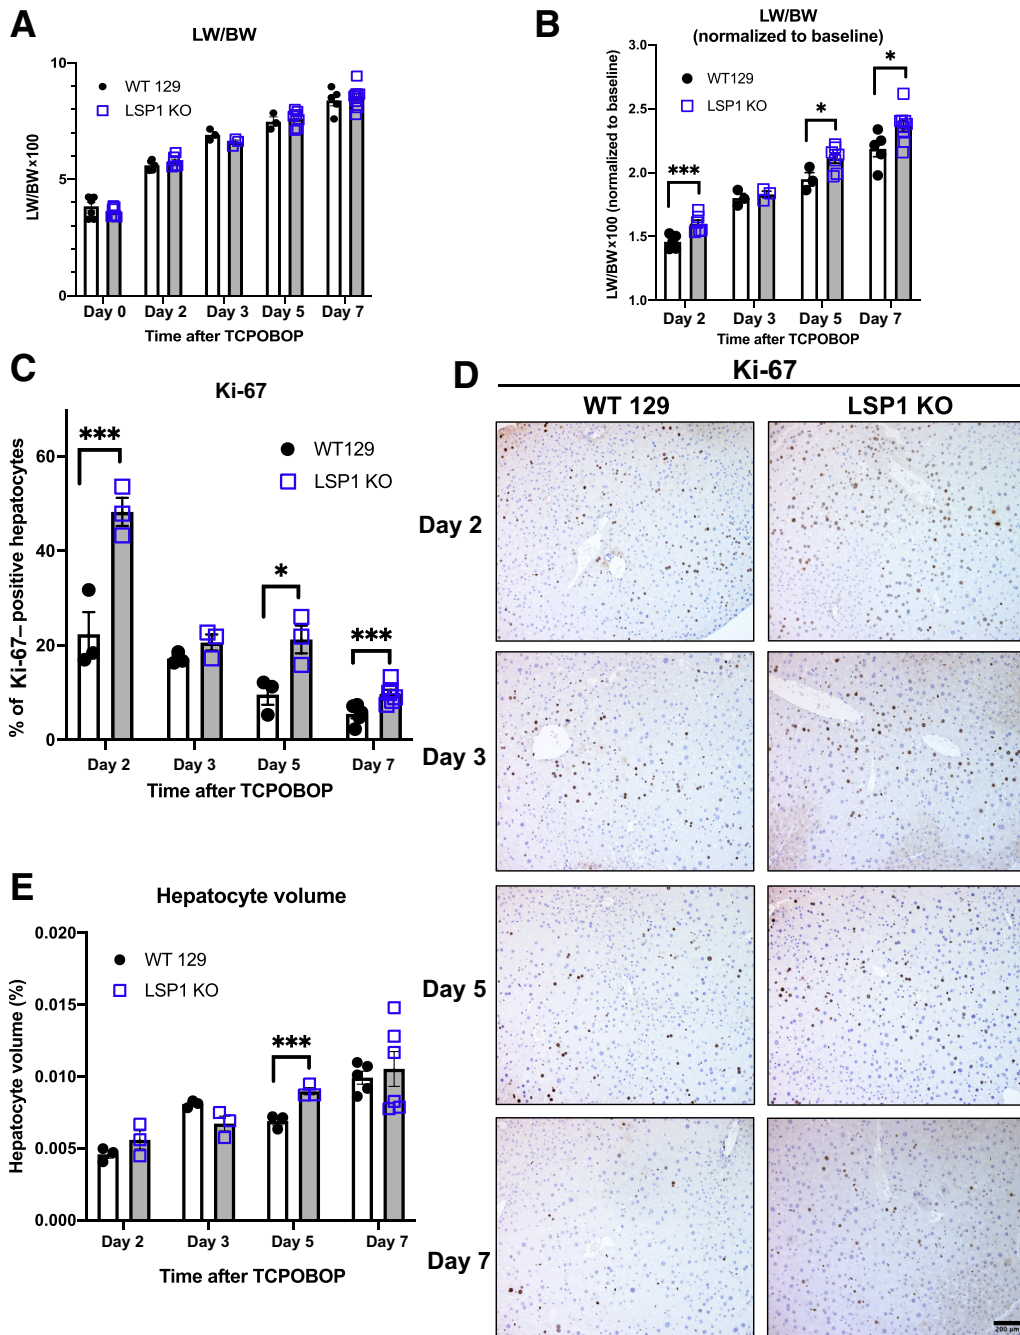 A
LW/BW
LW/BW×100
10
5
0
WT 129
LSP1 KO
Day 0
Day 2
Day 3
Day 5
Day 7
Time after TCPOBOP
B
LW/BW
(normalized to baseline)
LW/BW×100 (normalized to baseline)
3.0
2.5
2.0
1.5
1.0
WT129
LSP1 KO
***
*
*
Day 2
Day 3
Day 5
Day 7
Time after TCPOBOP
C
Ki-67
% of Ki-67–positive hepatocytes
60
40
20
0
WT129
LSP1 KO
***
*
***
Day 2
Day 3
Day 5
Day 7
Time after TCPOBOP
D
Ki-67
WT 129
LSP1 KO
Day 2
Day 3
Day 5
Day 7
200 µm
E
Hepatocyte volume
Hepatocyte volume (%)
0.020
0.015
0.010
0.005
0.000
WT 129
LSP1 KO
***
Day 2
Day 3
Day 5
Day 7
Time after TCPOBOP